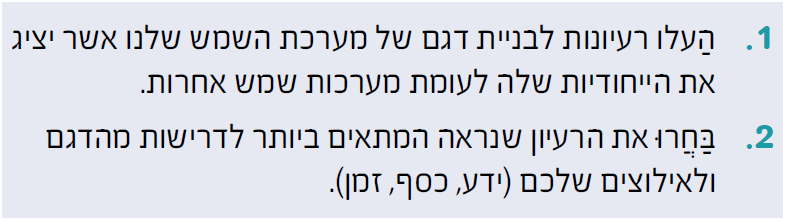 1. הַעלו רעיונות לבניית דגם של מערכת השמש שלנו אשר יציג
את הייחודיות שלה לעומת מערכות שמש אחרות.
2. בַּחֲרוּ את הרעיון שנראה המתאים ביותר לדרישות מהדגם
ולאילוצים שלכם (ידע, כסף, זמן).